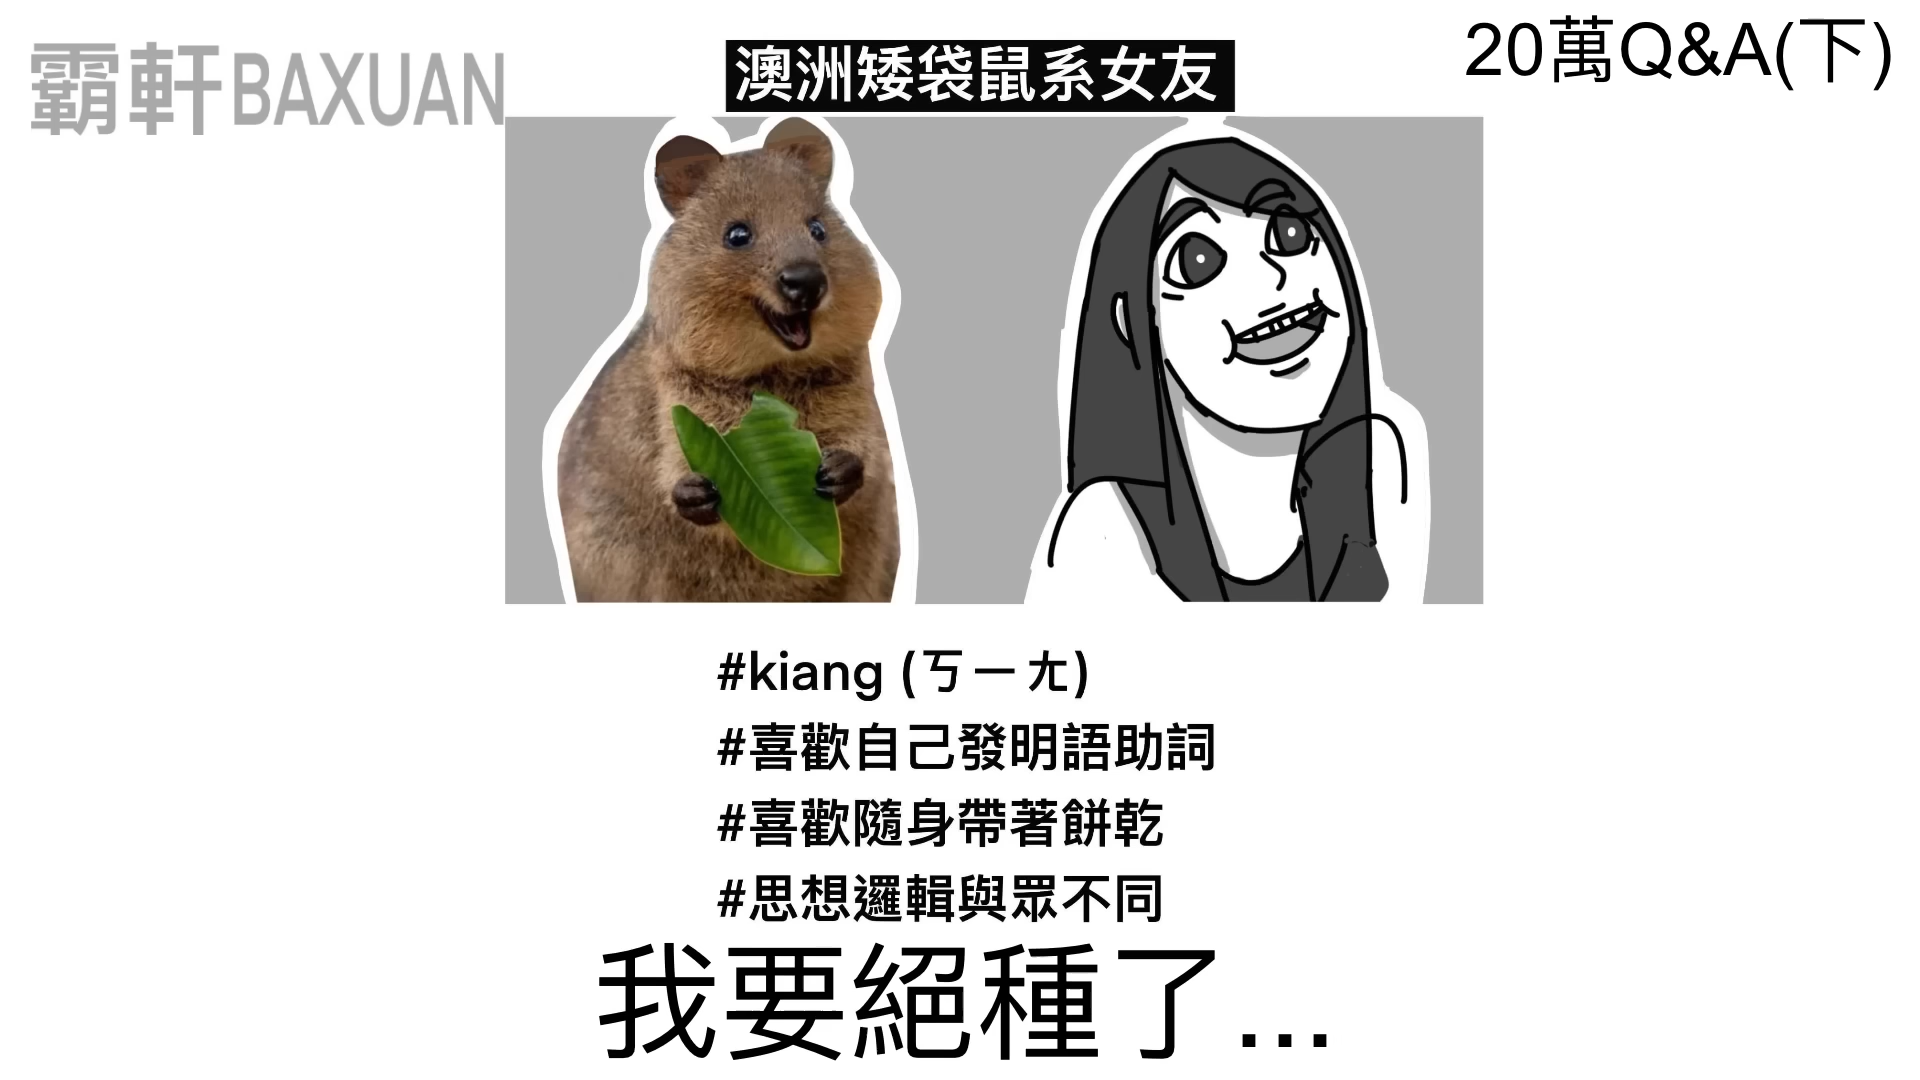 霸軒BAXUAN
澳洲矮袋鼠系女友
20萬Q&A(下)
#kiang (ㄎㄧㄤ)
#喜歡自己發明語助詞
#喜歡隨身帶著餅乾
#思想邏輯與眾不同
我要絕種了...